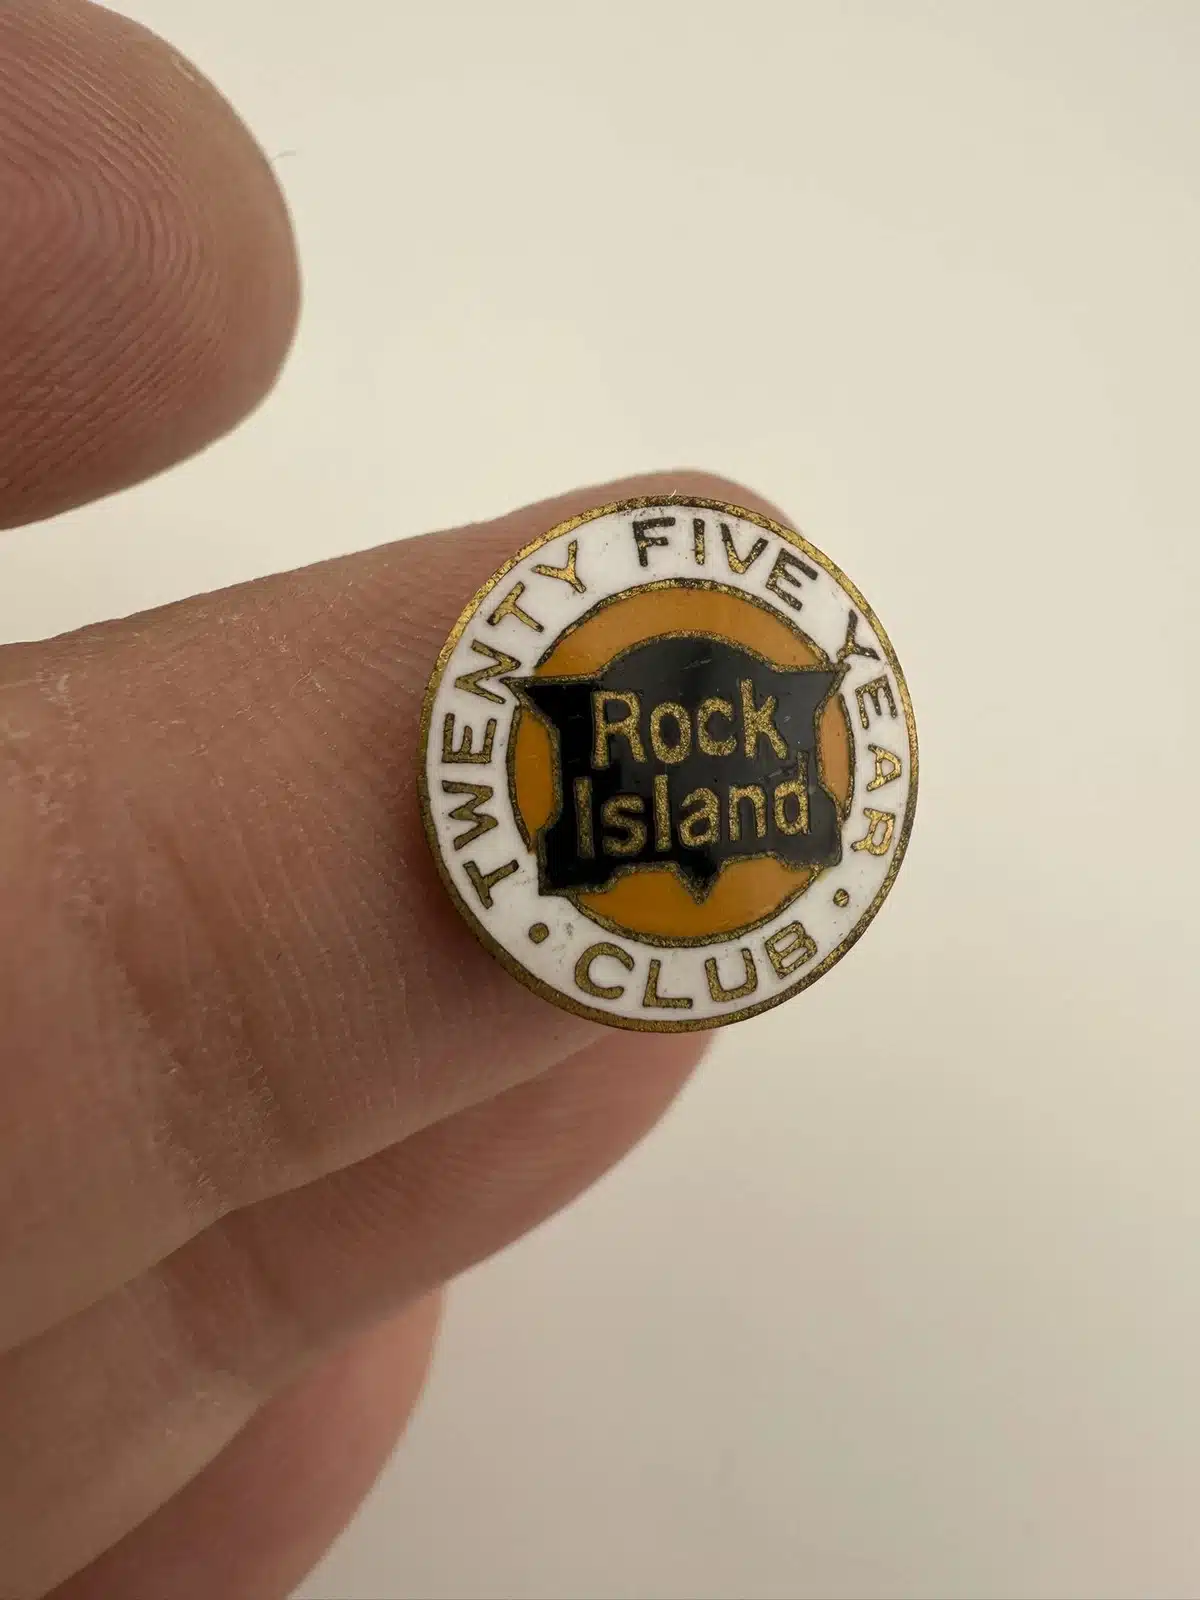 TWENTY FIVE YEAR
Rock
Island
• CLUB •